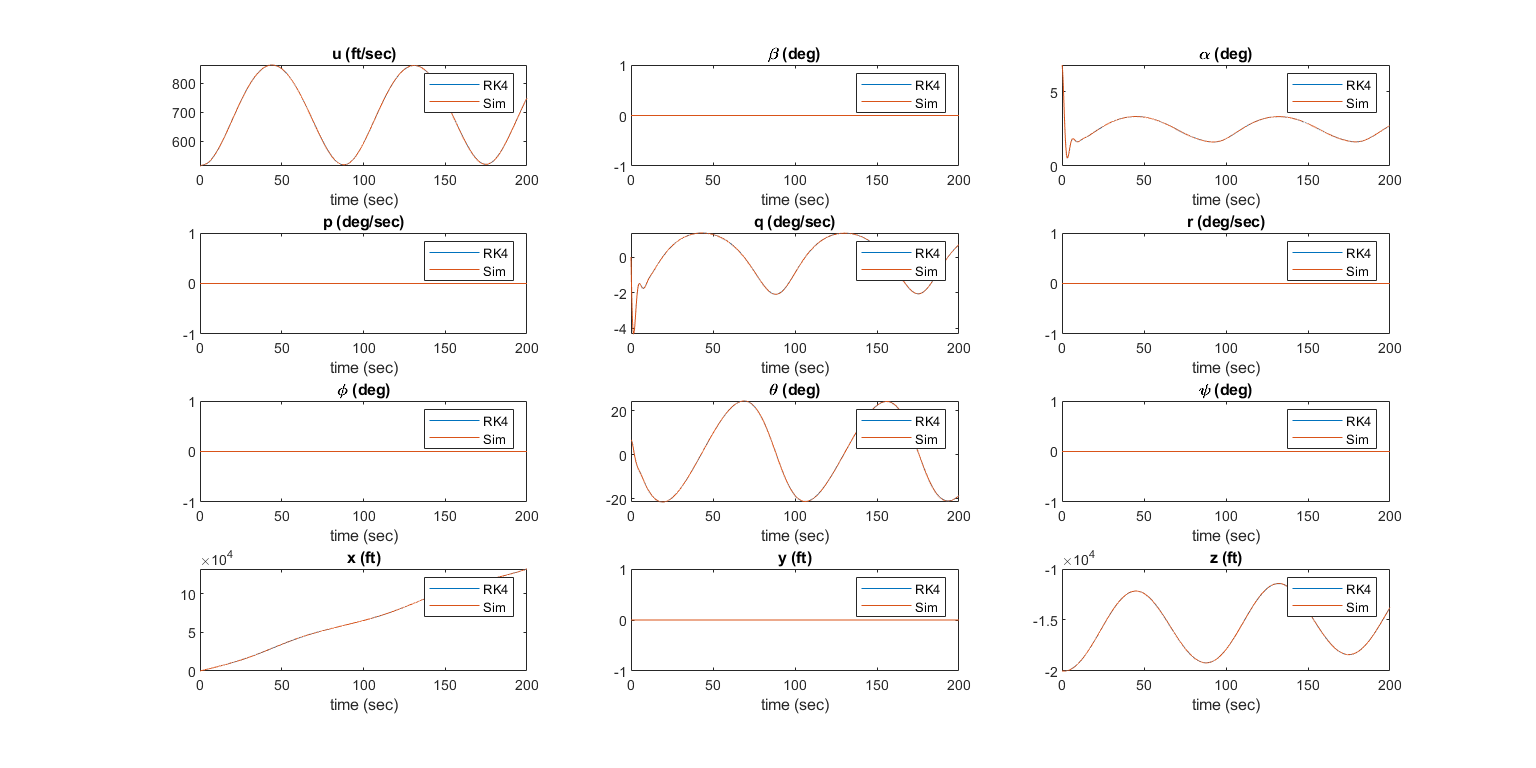 u (ft/sec)
800
700
600
RK4
Sim
0 50 100 150 200
time (sec)
β (deg)
1
0
-1
RK4
Sim
0 50 100 150 200
time (sec)
α (deg)
5
0
RK4
Sim
0 50 100 150 200
time (sec)
p (deg/sec)
1
0
-1
RK4
Sim
0 50 100 150 200
time (sec)
q (deg/sec)
0
-2
-4
RK4
Sim
0 50 100 150 200
time (sec)
r (deg/sec)
1
0
-1
RK4
Sim
0 50 100 150 200
time (sec)
ϕ (deg)
1
0
-1
RK4
Sim
0 50 100 150 200
time (sec)
θ (deg)
20
0
-20
RK4
Sim
0 50 100 150 200
time (sec)
ψ (deg)
1
0
-1
RK4
Sim
0 50 100 150 200
time (sec)
×10⁴
x (ft)
10
5
0
RK4
Sim
0 50 100 150 200
time (sec)
y (ft)
1
0
-1
RK4
Sim
0 50 100 150 200
time (sec)
×10⁴
z (ft)
-1
-1.5
-2
RK4
Sim
0 50 100 150 200
time (sec)